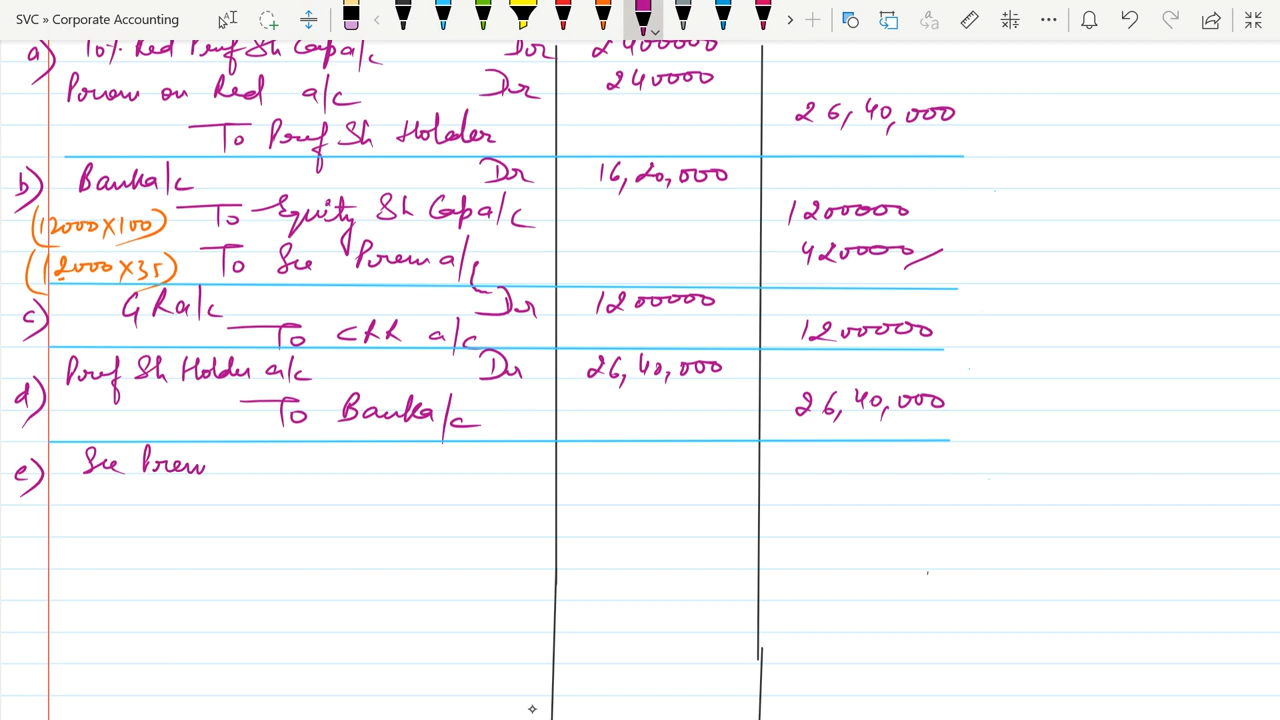 SVC » Corporate Accounting
a) 10% Red Pref Sh Cap a/c Dr 2400000
Prem on Red a/c Dr 240000
To Pref Sh Holder 26,40,000
b) Bank a/c Dr 16,20,000
(12000 x 100) To Equity Sh Cap a/c 1200000
(12000 x 35) To Sec Prem a/c 420000
c) GR a/c Dr 1200000
To CRR a/c 1200000
d) Pref Sh Holder a/c Dr 26,40,000
To Bank a/c 26,40,000
e) Sec Prem